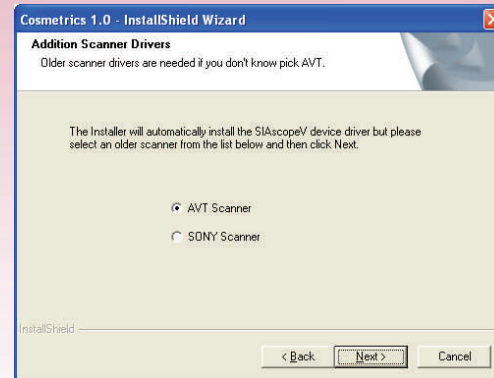 Cosmetrics 1.0 - InstallShield Wizard
Addition Scanner Drivers
Older scanner drivers are needed if you don't know pick AVT.
The Installer will automatically install the SIAscopeV device driver but please
select an older scanner from the list below and then click Next.
AVT Scanner
SONY Scanner
InstallShield
< Back
Next >
Cancel